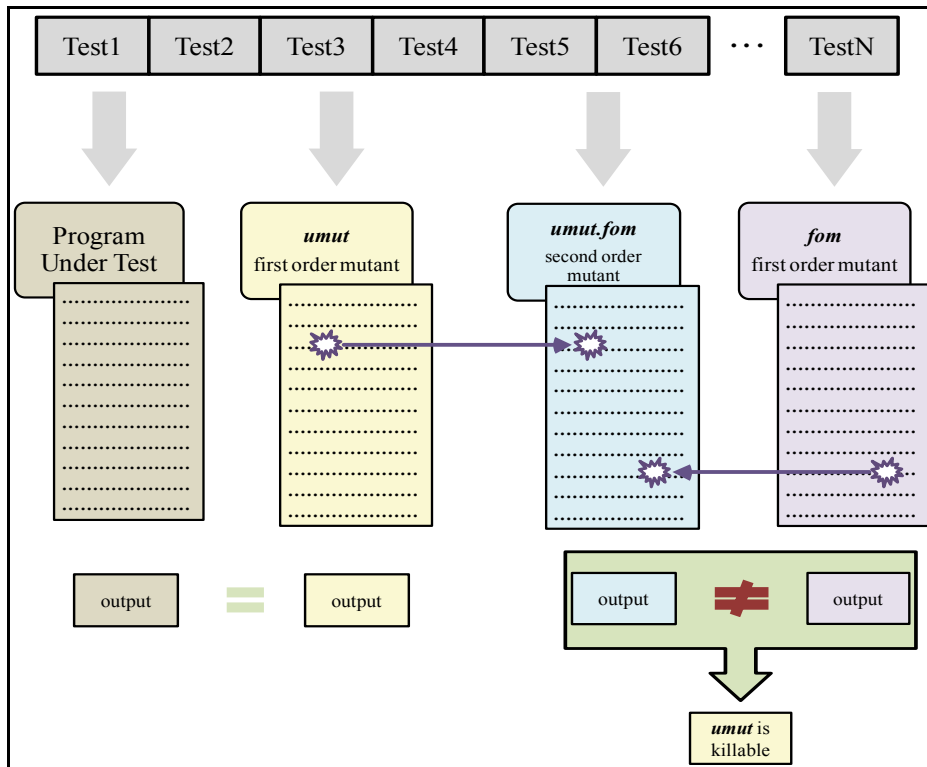 Test1 Test2 Test3 Test4 Test5 Test6 ... TestN
Program
Under Test
umut
first order mutant
umut.fom
second order
mutant
fom
first order mutant
output = output
output ≠ output
umut is
killable